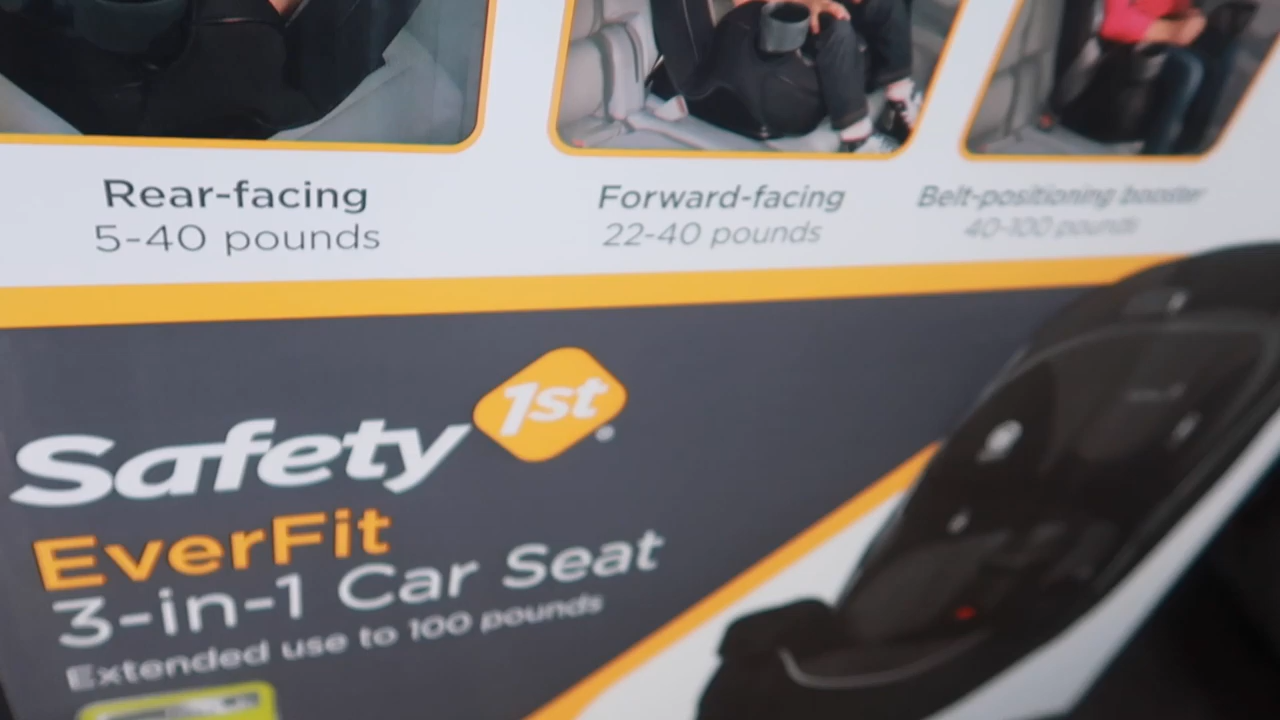 Rear-facing
5-40 pounds
Forward-facing
22-40 pounds
Belt-positioning booster
40-100 pounds
Safety 1st
EverFit
3-in-1 Car Seat
Extended use to 100 pounds